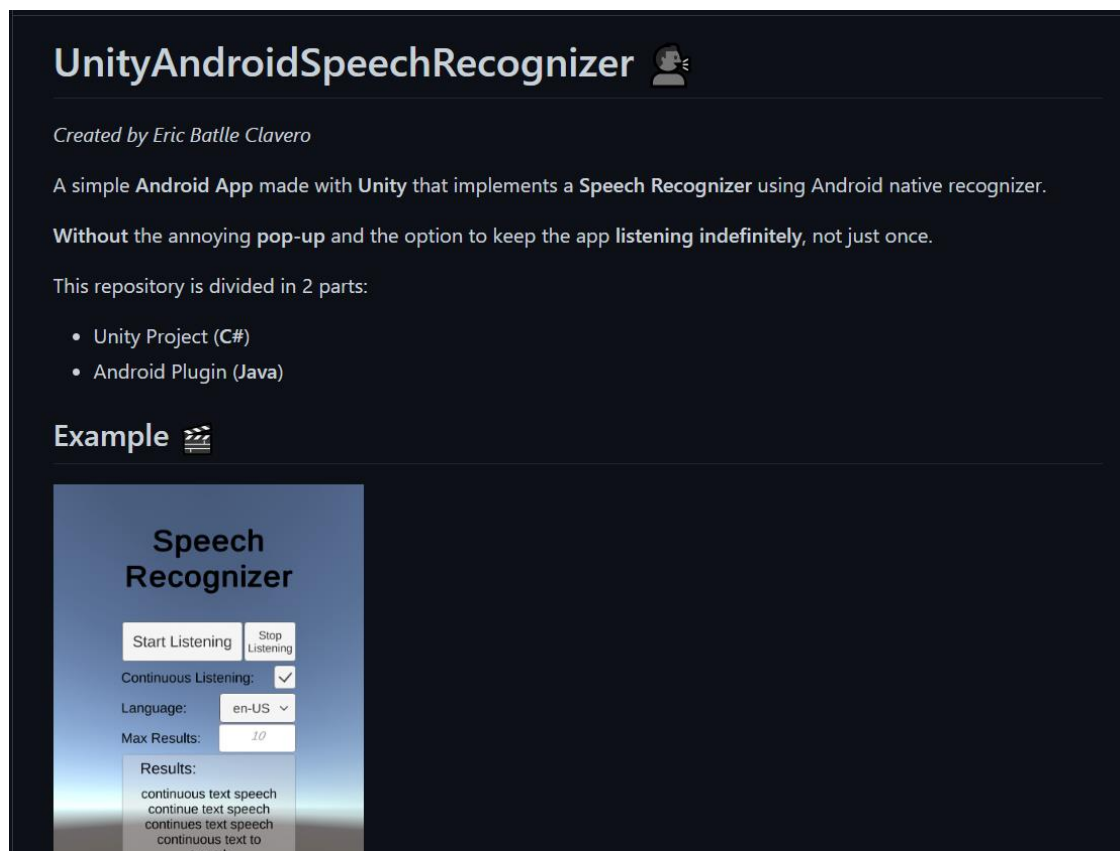 UnityAndroidSpeechRecognizer
Created by Eric Batlle Clavero
A simple Android App made with Unity that implements a Speech Recognizer using Android native recognizer.
Without the annoying pop-up and the option to keep the app listening indefinitely, not just once.
This repository is divided in 2 parts:
Unity Project (C#)
Android Plugin (Java)
Example
Speech
Recognizer
Start Listening
Stop
Listening
Continuous Listening:
Language:
en-US
Max Results:
10
Results:
continuous text speech
continue text speech
continues text speech
continuous text to